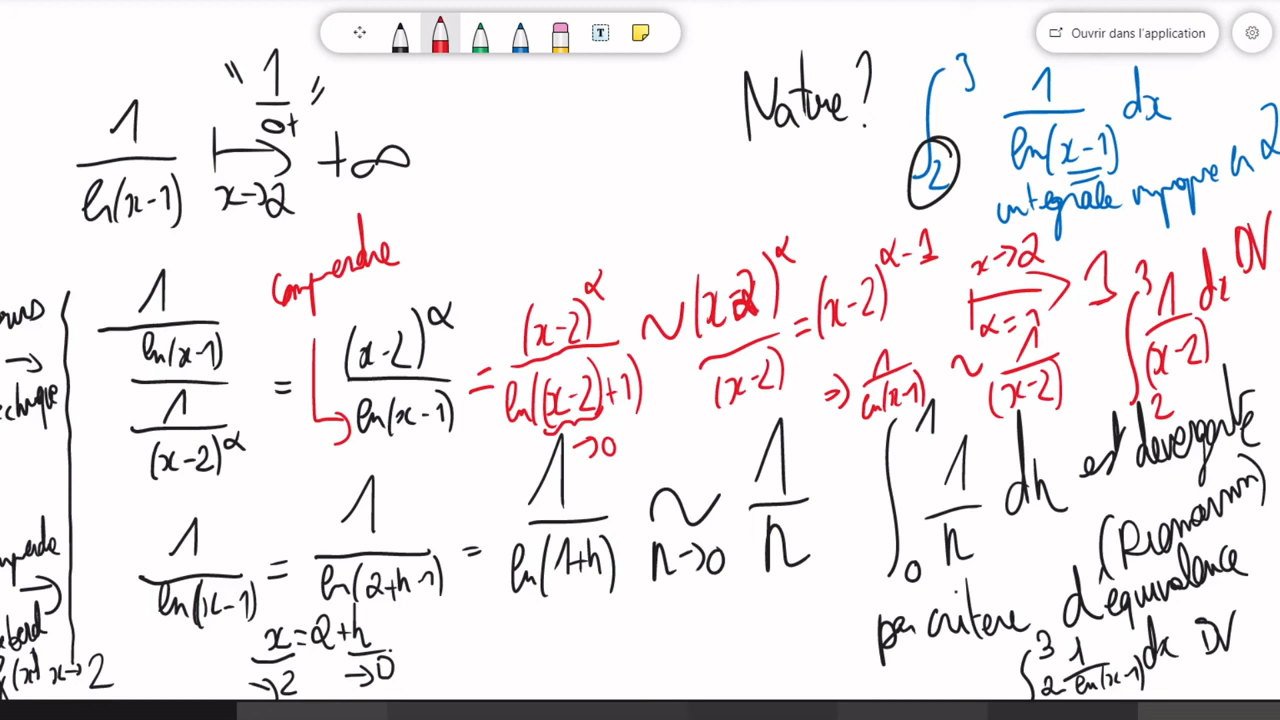 Ouvrir dans l'application
T
1/ln(x-1) ⟼ +∞
x→2
"1/0+"
Nature?
∫₂³ 1/ln(x-1) dx
intégrale impropre en 2
comprendre
(1/ln(x-1))/(1/(x-2)^α) = (x-2)^α/ln(x-1) = (x-2)^α/ln((x-2)+1) ~ (x-2)^α/(x-2) = (x-2)^(α-1) ⟼ 1
→0
x→2
α=1
⇒ 1/ln(x-1) ~ 1/(x-2)
∫₂³ 1/(x-2) dx DV
1/ln(x-1) = 1/ln(2+h-1) = 1/ln(1+h) ~ 1/h
h→0
x=2+h
→2 →0
∫₀¹ 1/h dh est divergente
(Riemann)
par critère d'équivalence
∫₂³ 1/ln(x-1) dx DV
x→2